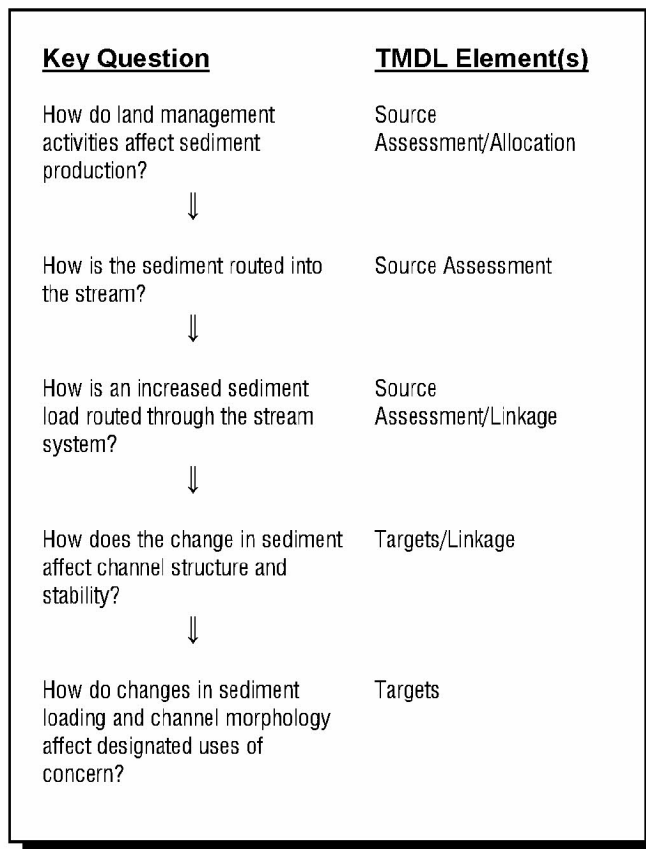 Key Question TMDL Element(s)
How do land management Source
activities affect sediment Assessment/Allocation
production?
⇓
How is the sediment routed into Source Assessment
the stream?
⇓
How is an increased sediment Source
load routed through the stream Assessment/Linkage
system?
⇓
How does the change in sediment Targets/Linkage
affect channel structure and
stability?
⇓
How do changes in sediment Targets
loading and channel morphology
affect designated uses of
concern?